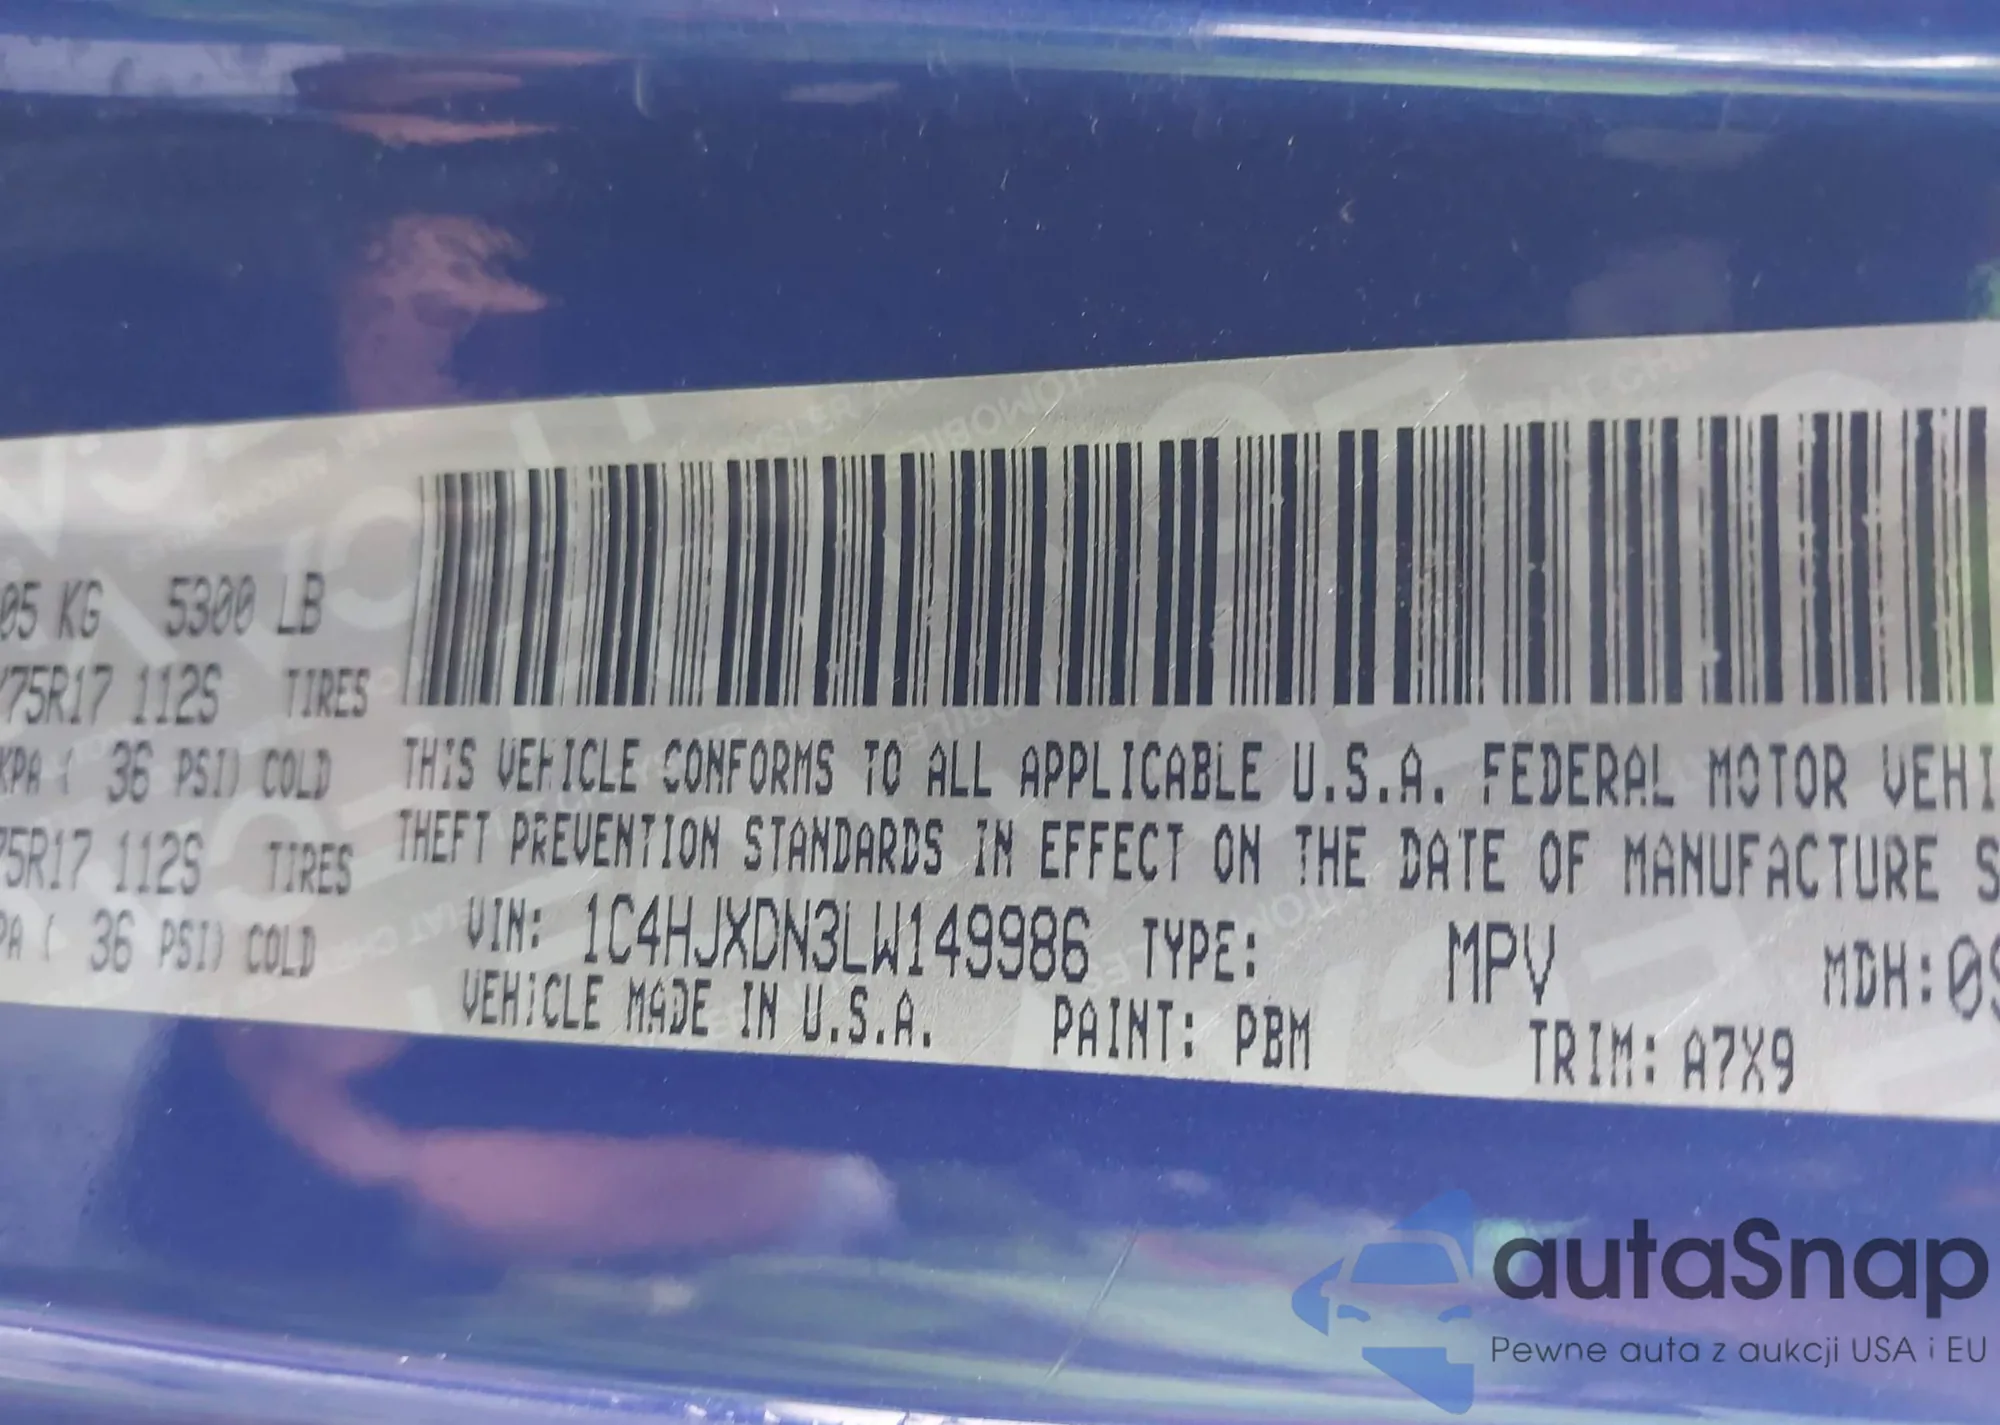 05 KG 5300 LB
75R17 112S TIRES
KPA ( 36 PSI) COLD
75R17 112S TIRES
PA ( 36 PSI) COLD
THIS VEHICLE CONFORMS TO ALL APPLICABLE U.S.A. FEDERAL MOTOR VEHI
THEFT PREVENTION STANDARDS IN EFFECT ON THE DATE OF MANUFACTURE S
VIN: 1C4HJXDN3LW149986 TYPE: MPV MDH:09
VEHICLE MADE IN U.S.A. PAINT: PBM TRIM: A7X9
autaSnap
Pewne auta z aukcji USA i EU